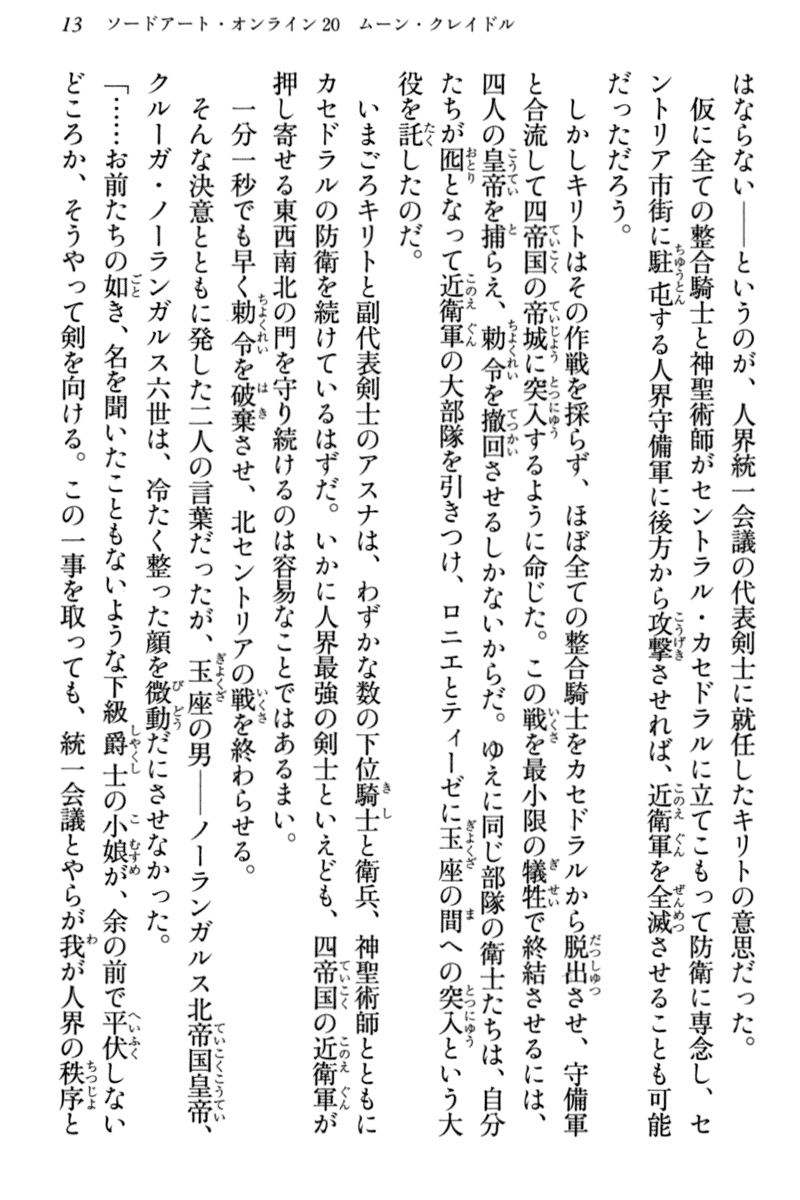 13　ソードアート・オンライン20　ムーン・クレイドル
はならない――というのが、人界統一会議の代表剣士に就任したキリトの意思だった。
　仮に全ての整合騎士と神聖術師がセントラル・カセドラルに立てこもって防衛に専念し、セ
ントリア市街に駐屯する人界守備軍に後方から攻撃させれば、近衛軍を全滅させることも可能
だっただろう。
　しかしキリトはその作戦を採らず、ほぼ全ての整合騎士をカセドラルから脱出させ、守備軍
と合流して四帝国の帝城に突入するように命じた。この戦を最小限の犠牲で終結させるには、
四人の皇帝を捕らえ、勅令を撤回させるしかないからだ。ゆえに同じ部隊の衛士たちは、自分
たちが囮となって近衛軍の大部隊を引きつけ、ロニエとティーゼに玉座の間への突入という大
役を託したのだ。
　いまごろキリトと副代表剣士のアスナは、わずかな数の下位騎士と衛兵、神聖術師とともに
カセドラルの防衛を続けているはずだ。いかに人界最強の剣士といえども、四帝国の近衛軍が
押し寄せる東西南北の門を守り続けるのは容易なことではあるまい。
　一分一秒でも早く勅令を破棄させ、北セントリアの戦を終わらせる。
　そんな決意とともに発した二人の言葉だったが、玉座の男――ノーランガルス北帝国皇帝、
クルーガ・ノーランガルス六世は、冷たく整った顔を微動だにさせなかった。
「……お前たちの如き、名を聞いたこともないような下級爵士の小娘が、余の前で平伏しない
どころか、そうやって剣を向ける。この一事を取っても、統一会議とやらが我が人界の秩序と